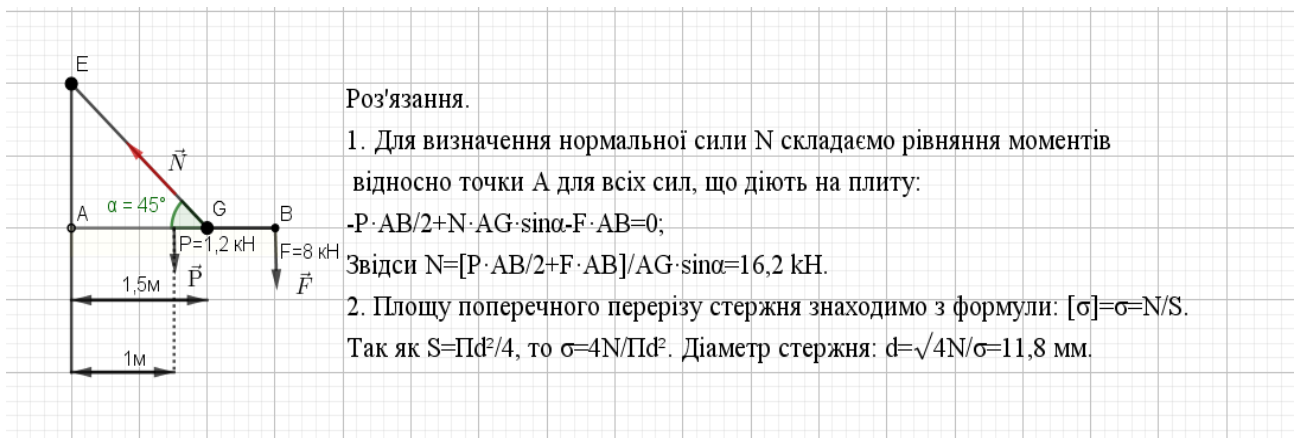 E
Роз'язання.
1. Для визначення нормальної сили N складаємо рівняння моментів
відносно точки A для всіх сил, що діють на плиту:
-P·AB/2+N·AG·sinα-F·AB=0;
Звідси N=[P·AB/2+F·AB]/AG·sinα=16,2 kH.
2. Площу поперечного перерізу стержня знаходимо з формули: [σ]=σ=N/S.
Так як S=Пd²/4, то σ=4N/Пd². Діаметр стержня: d=√4N/σ=11,8 мм.
N⃗
α = 45°
A
G
B
P=1,2 кН
F=8 кН
P⃗
F⃗
1,5м
1м